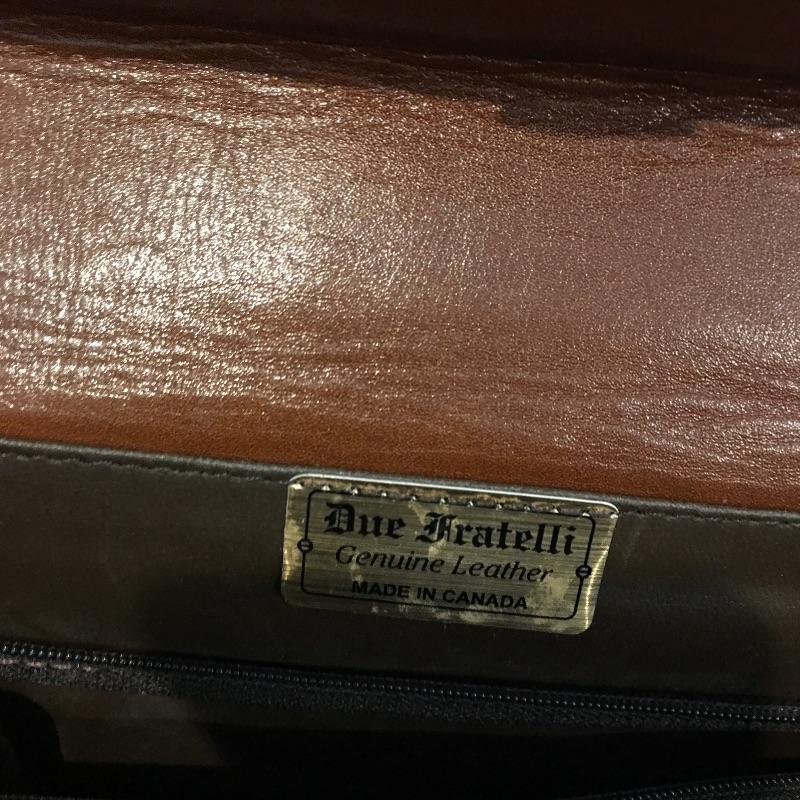 Due Fratelli
Genuine Leather
MADE IN CANADA